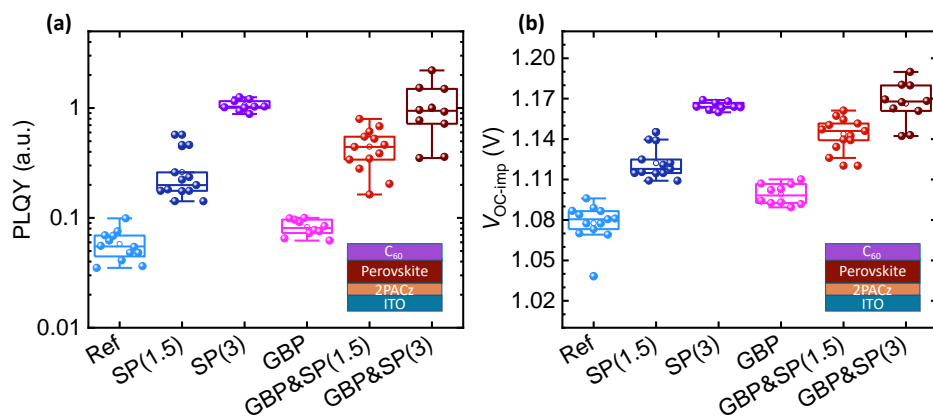 (a)
PLQY (a.u.)
1
0.1
0.01
C60
Perovskite
2PACz
ITO
Ref
SP(1.5)
SP(3)
GBP
GBP&SP(1.5)
GBP&SP(3)
(b)
VOC-imp (V)
1.20
1.17
1.14
1.11
1.08
1.05
1.02
C60
Perovskite
2PACz
ITO
Ref
SP(1.5)
SP(3)
GBP
GBP&SP(1.5)
GBP&SP(3)